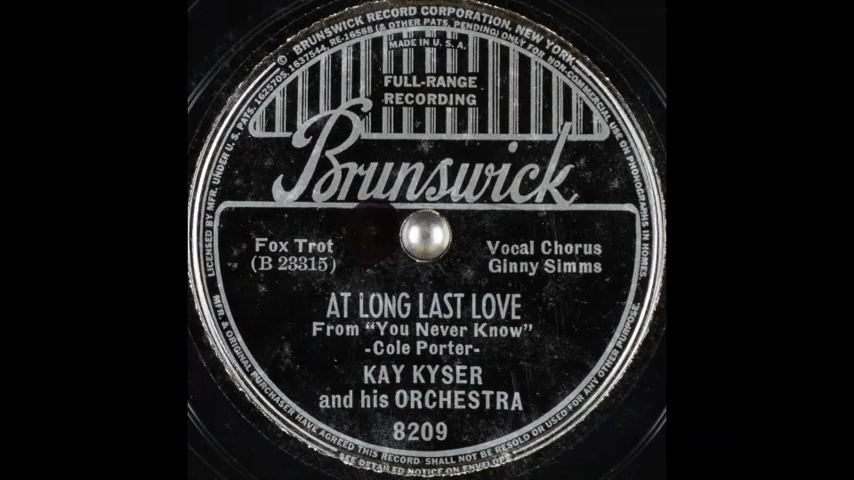 © BRUNSWICK RECORD CORPORATION, NEW YORK
LICENSED BY MFR. UNDER U.S. PATS. 1625705, 1637544, RE-16588 (& OTHER PATS. PENDING) ONLY FOR NON-COMMERCIAL USE ON PHONOGRAPHS IN HOMES.
MADE IN U.S.A.
FULL-RANGE
RECORDING
Brunswick
Fox Trot
(B 23315)
Vocal Chorus
Ginny Simms
AT LONG LAST LOVE
From "You Never Know"
-Cole Porter-
KAY KYSER
and his ORCHESTRA
8209
MFR. & ORIGINAL PURCHASER HAVE AGREED THIS RECORD SHALL NOT BE RESOLD OR USED FOR ANY OTHER PURPOSE.
SEE DETAILED NOTICE ON ENVELOPE